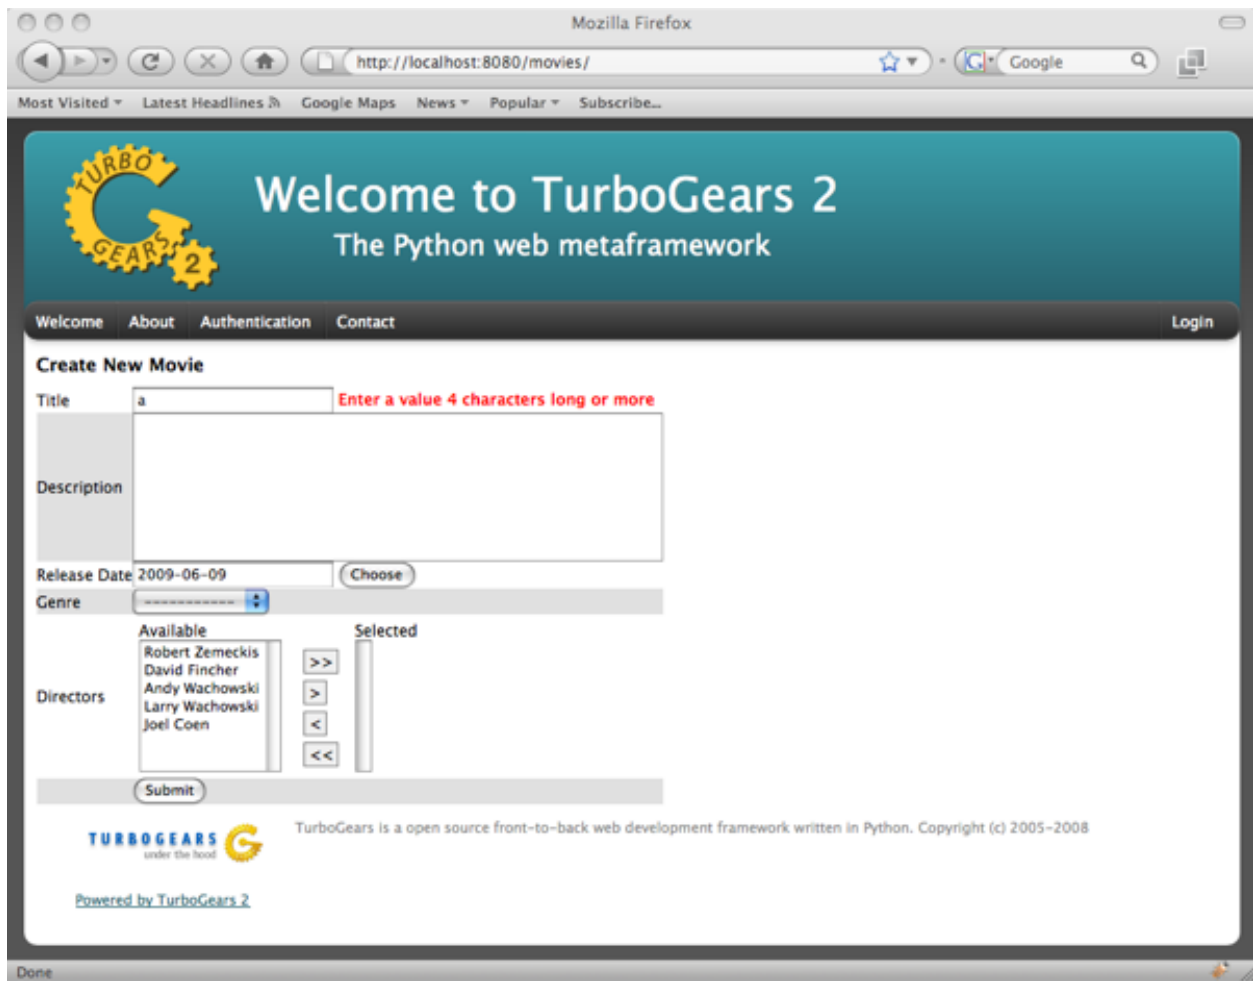 Mozilla Firefox
http://localhost:8080/movies/
Google
Most Visited Latest Headlines Google Maps News Popular Subscribe...
TURBO
GEARS
2
Welcome to TurboGears 2
The Python web metaframework
Welcome About Authentication Contact Login
Create New Movie
Title a Enter a value 4 characters long or more
Description
Release Date 2009-06-09 Choose
Genre -----------
Available Selected
Robert Zemeckis
David Fincher
Andy Wachowski
Larry Wachowski
Joel Coen
Directors
>>
>
<
<<
Submit
TURBOGEARS
under the hood
TurboGears is a open source front-to-back web development framework written in Python. Copyright (c) 2005-2008
Powered by TurboGears 2
Done